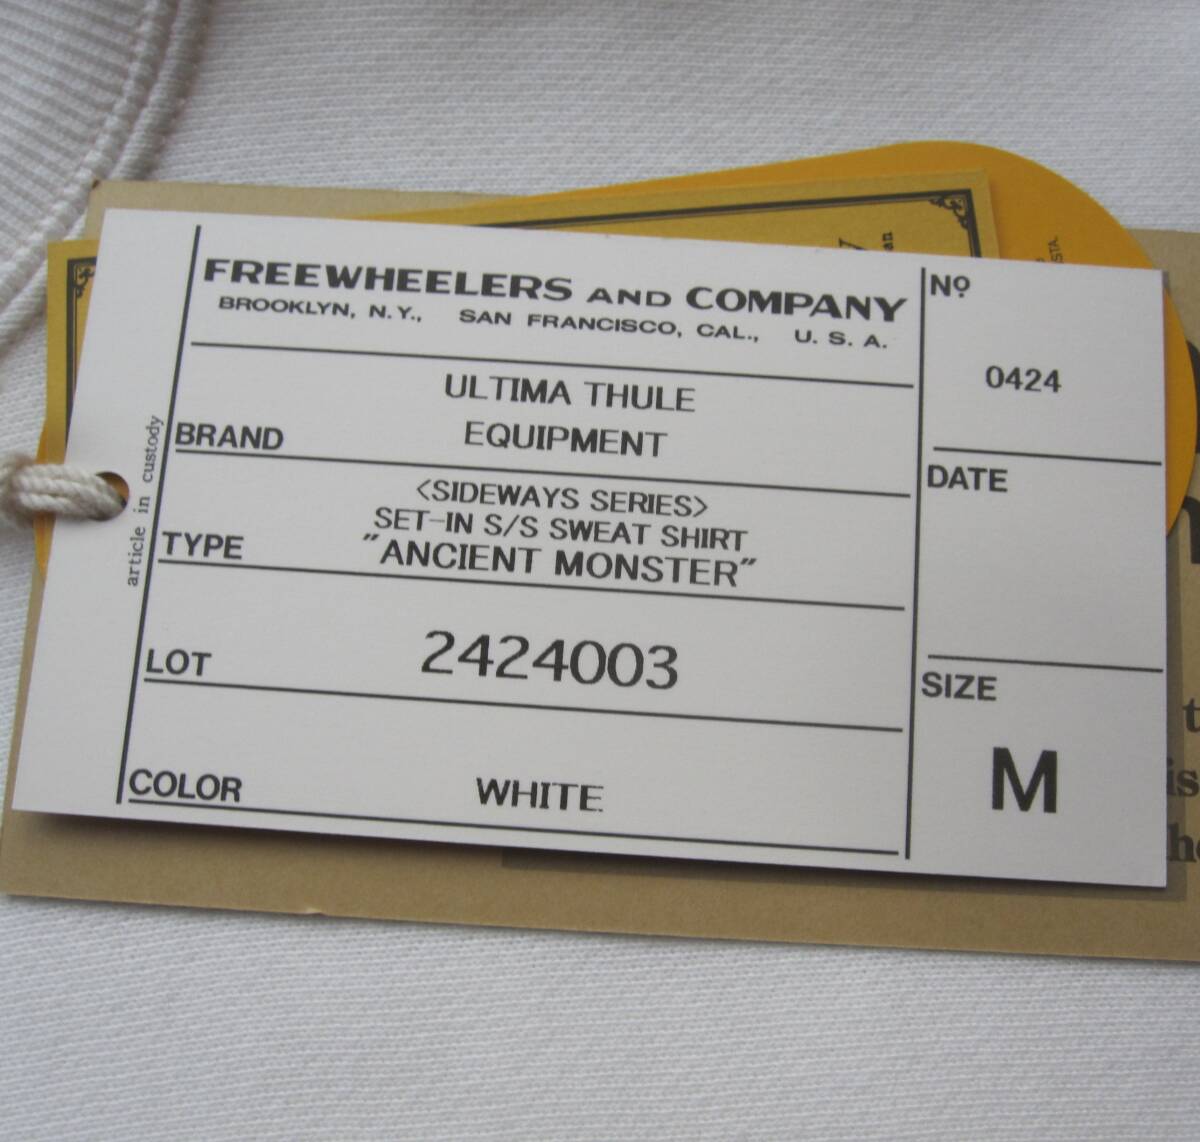 FREEWHEELERS AND COMPANY
BROOKLYN, N.Y., SAN FRANCISCO, CAL., U. S. A.
BRAND
ULTIMA THULE
EQUIPMENT
TYPE
<SIDEWAYS SERIES>
SET-IN S/S SWEAT SHIRT
"ANCIENT MONSTER"
LOT
2424003
COLOR
WHITE
article in custody
Nº
0424
DATE
SIZE
M